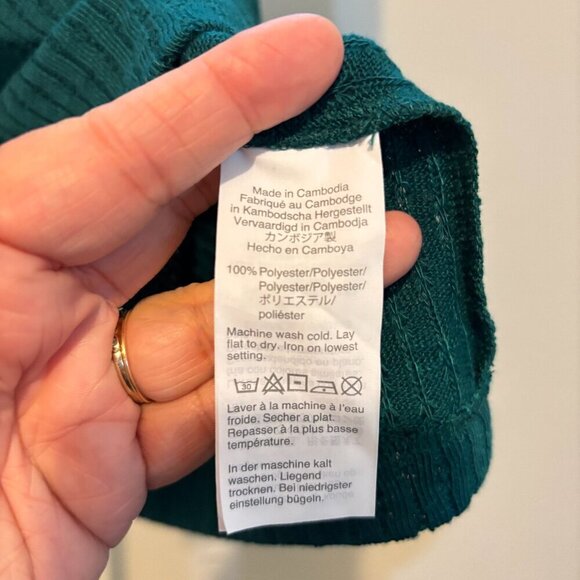 Made in Cambodia
Fabriqué au Cambodge
in Kambodscha Hergestellt
Vervaardigd in Cambodja
カンボジア製
Hecho en Camboya
100% Polyester/Polyester/
Polyester/Polyester/
ポリエステル/
poliéster
Machine wash cold. Lay
flat to dry. Iron on lowest
setting.
30
Laver à la machine à l'eau
froide. Secher a plat.
Repasser à la plus basse
température.
In der maschine kalt
waschen. Liegend
trocknen. Bei niedrigster
einstellung bügeln.